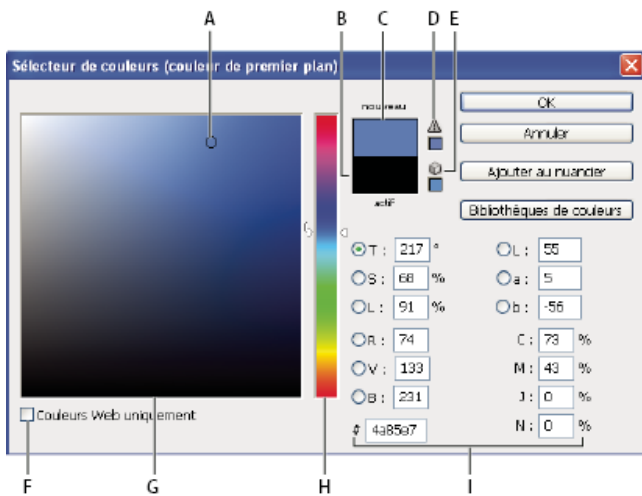 A B C D E
Sélecteur de couleurs (couleur de premier plan)
nouveau
OK
Annuler
Ajouter au nuancier
actif
Bibliothèques de couleurs
T : 217 ° L : 55
S : 68 % a : 5
L : 91 % b : -56
R : 74 C : 73 %
V : 133 M : 43 %
B : 231 J : 0 %
# 4a85e7 N : 0 %
Couleurs Web uniquement
F G H I